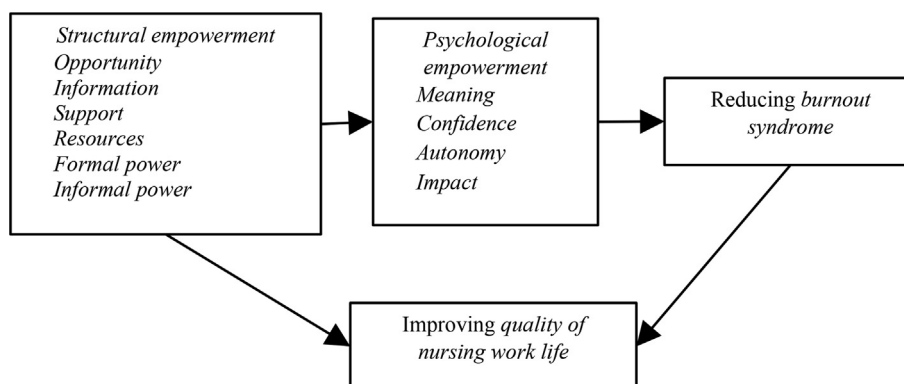 Structural empowerment
Opportunity
Information
Support
Resources
Formal power
Informal power
Psychological
empowerment
Meaning
Confidence
Autonomy
Impact
Reducing burnout
syndrome
Improving quality of
nursing work life